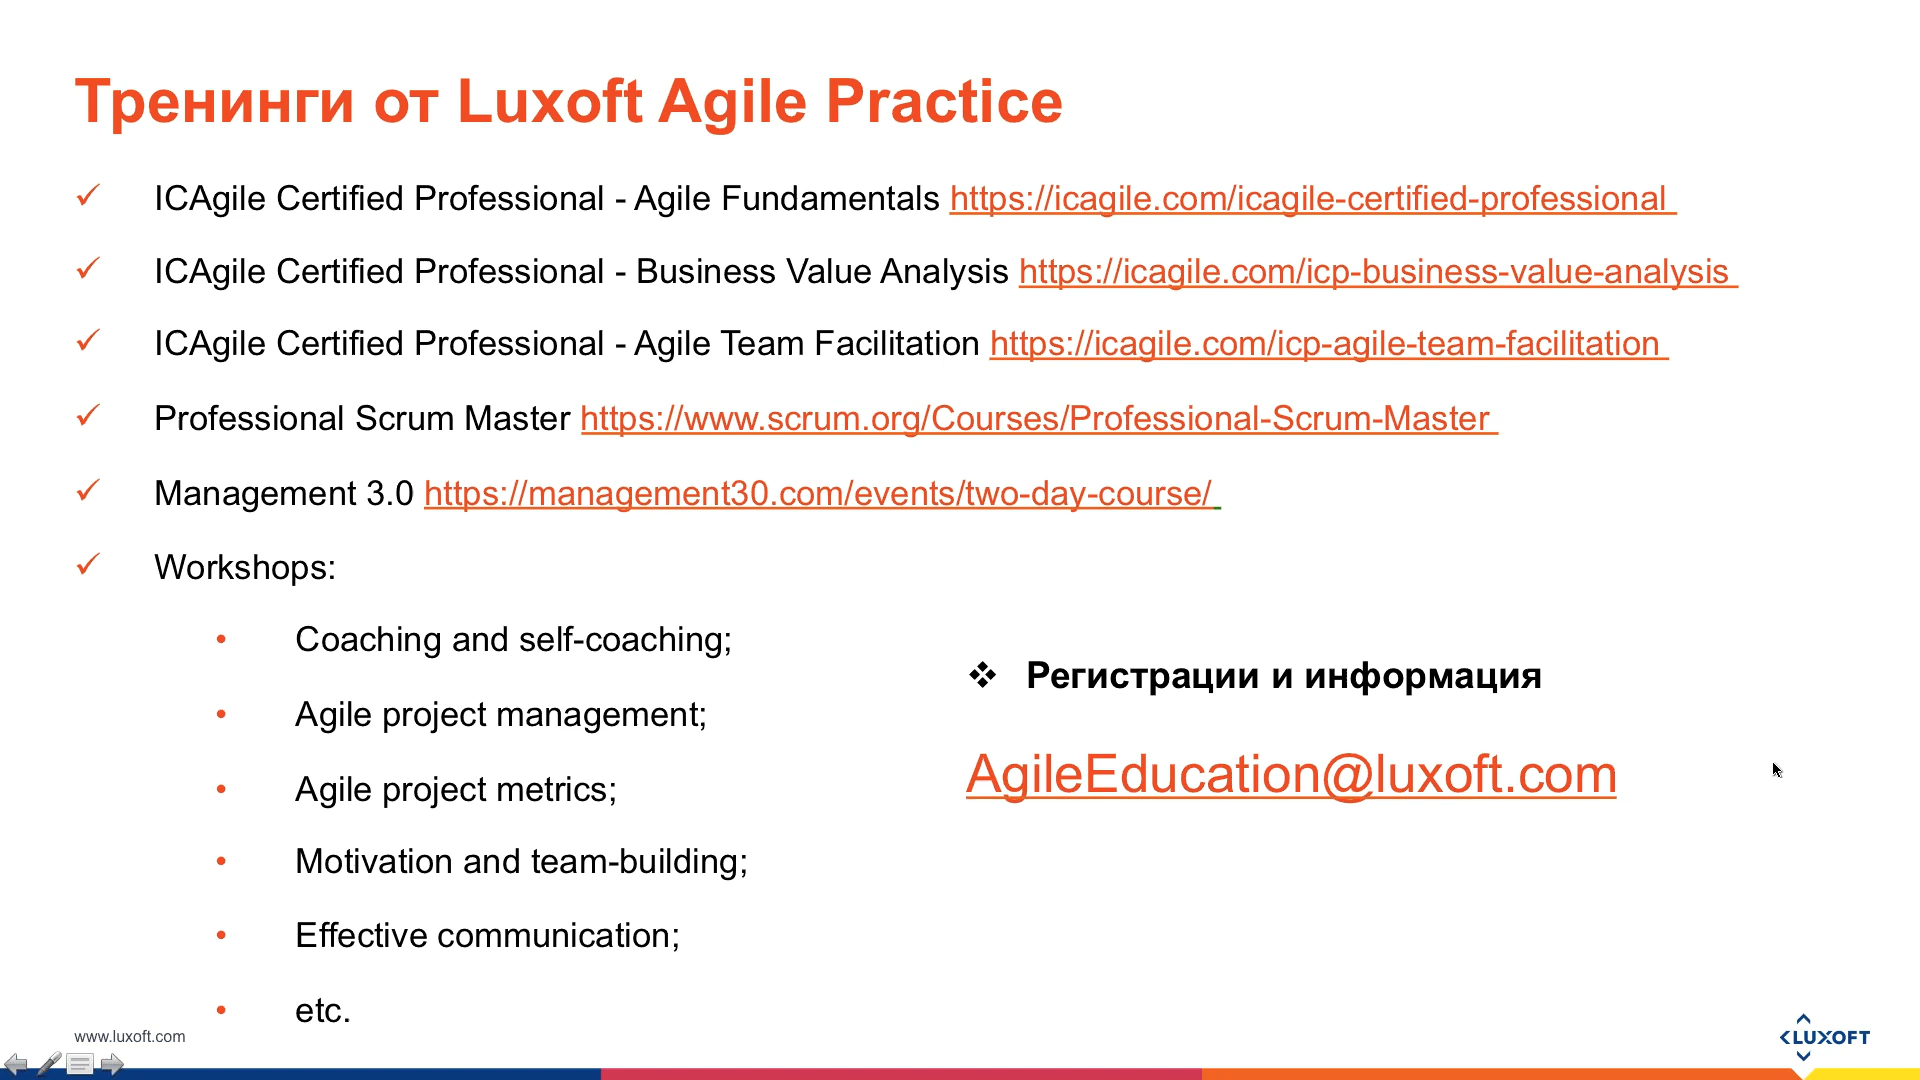 Тренинги от Luxoft Agile Practice
ICAgile Certified Professional - Agile Fundamentals https://icagile.com/icagile-certified-professional
ICAgile Certified Professional - Business Value Analysis https://icagile.com/icp-business-value-analysis
ICAgile Certified Professional - Agile Team Facilitation https://icagile.com/icp-agile-team-facilitation
Professional Scrum Master https://www.scrum.org/Courses/Professional-Scrum-Master
Management 3.0 https://management30.com/events/two-day-course/
Workshops:
Coaching and self-coaching;
Agile project management;
Agile project metrics;
Motivation and team-building;
Effective communication;
etc.
Регистрации и информация
AgileEducation@luxoft.com
www.luxoft.com
LUXOFT